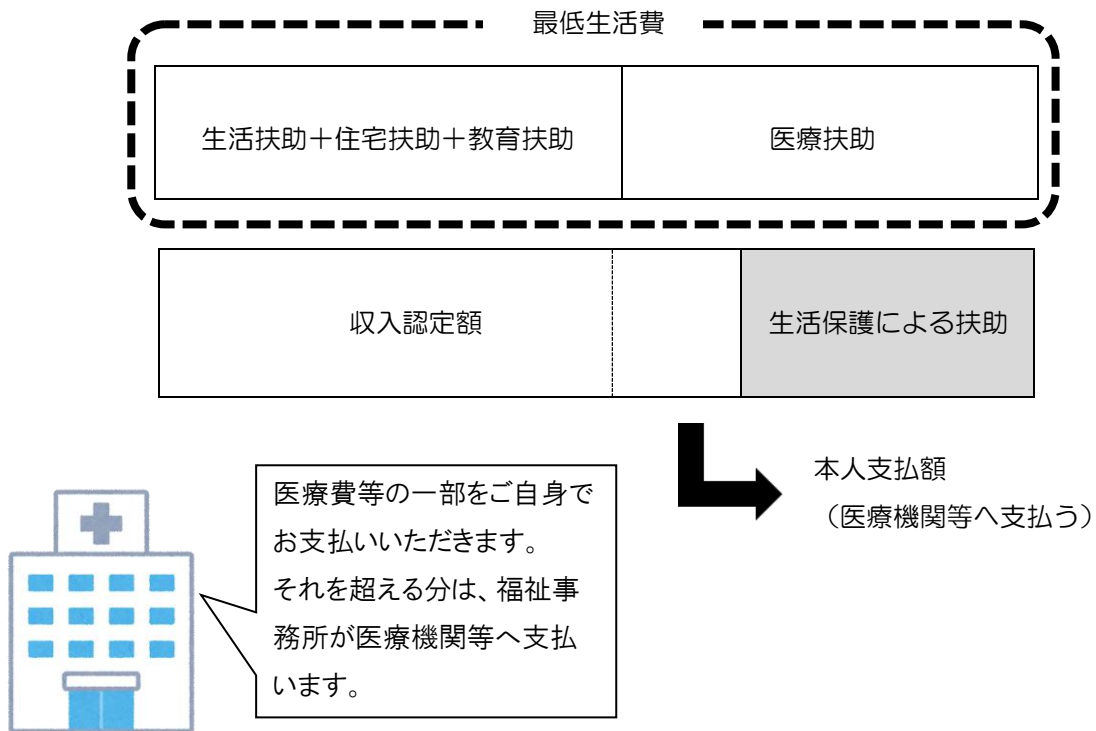 最低生活費
生活扶助＋住宅扶助＋教育扶助
医療扶助
収入認定額
生活保護による扶助
本人支払額
（医療機関等へ支払う）
医療費等の一部をご自身で
お支払いいただきます。
それを超える分は、福祉事
務所が医療機関等へ支払
います。